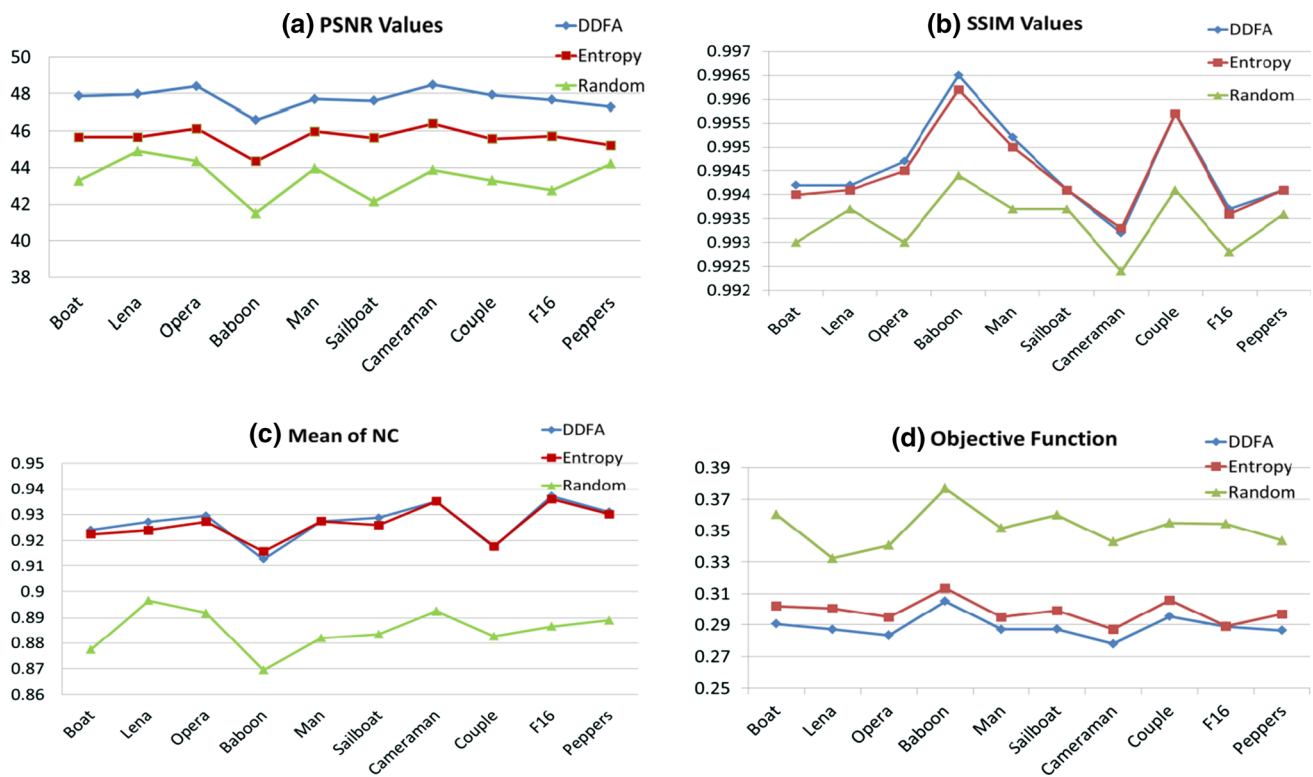 (a) PSNR Values
DDFA
Entropy
Random
50
48
46
44
42
40
38
Boat
Lena
Opera
Baboon
Man
Sailboat
Cameraman
Couple
F16
Peppers
(b) SSIM Values
DDFA
Entropy
Random
0.997
0.9965
0.996
0.9955
0.995
0.9945
0.994
0.9935
0.993
0.9925
0.992
Boat
Lena
Opera
Baboon
Man
Sailboat
Cameraman
Couple
F16
Peppers
(c) Mean of NC
DDFA
Entropy
Random
0.95
0.94
0.93
0.92
0.91
0.9
0.89
0.88
0.87
0.86
Boat
Lena
Opera
Baboon
Man
Sailboat
Cameraman
Couple
F16
Peppers
(d) Objective Function
DDFA
Entropy
Random
0.39
0.37
0.35
0.33
0.31
0.29
0.27
0.25
Boat
Lena
Opera
Baboon
Man
Sailboat
Cameraman
Couple
F16
Peppers